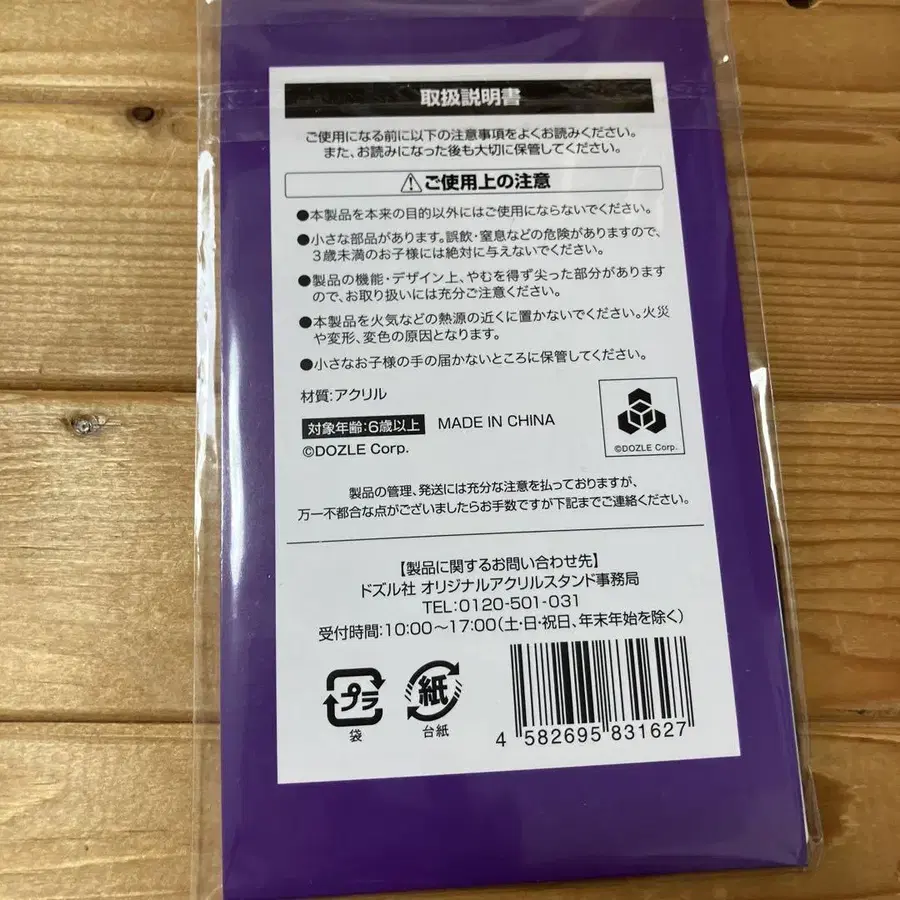 取扱説明書
ご使用になる前に以下の注意事項をよくお読みください。
また、お読みになった後も大切に保管してください。
⚠ご使用上の注意
●本製品を本来の目的以外にはご使用にならないでください。
●小さな部品があります。誤飲・窒息などの危険がありますので、
３歳未満のお子様には絶対に与えないでください。
●製品の機能・デザイン上、やむを得ず尖った部分があります
ので、お取り扱いには充分ご注意ください。
●本製品を火気などの熱源の近くに置かないでください。火災
や変形、変色の原因となります。
●小さなお子様の手の届かないところに保管してください。
材質：アクリル
対象年齢：6歳以上 MADE IN CHINA
©DOZLE Corp.
©DOZLE Corp.
製品の管理、発送には充分な注意を払っておりますが、
万一不都合な点がございましたらお手数ですが下記までご連絡ください。
【製品に関するお問い合わせ先】
ドズル社 オリジナルアクリルスタンド事務局
TEL:0120-501-031
受付時間:10:00〜17:00(土・日・祝日、年末年始を除く)
プラ 紙
袋 台紙
4 582695 831627